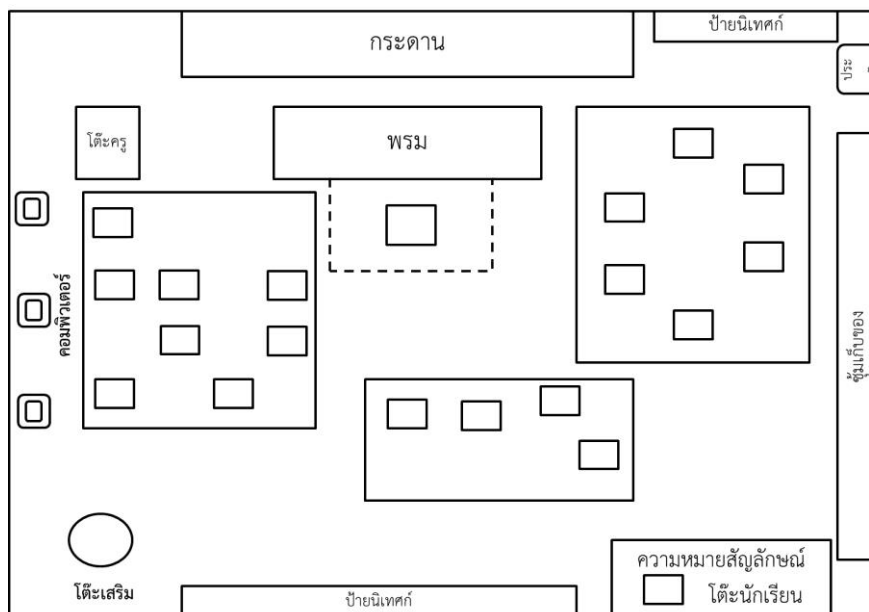 กระดาน
ป้ายนิเทศก์
ประ
โต๊ะครู
พรม
คอมพิวเตอร์
ซุ้มเก็บของ
โต๊ะเสริม
ป้ายนิเทศก์
ความหมายสัญลักษณ์
โต๊ะนักเรียน